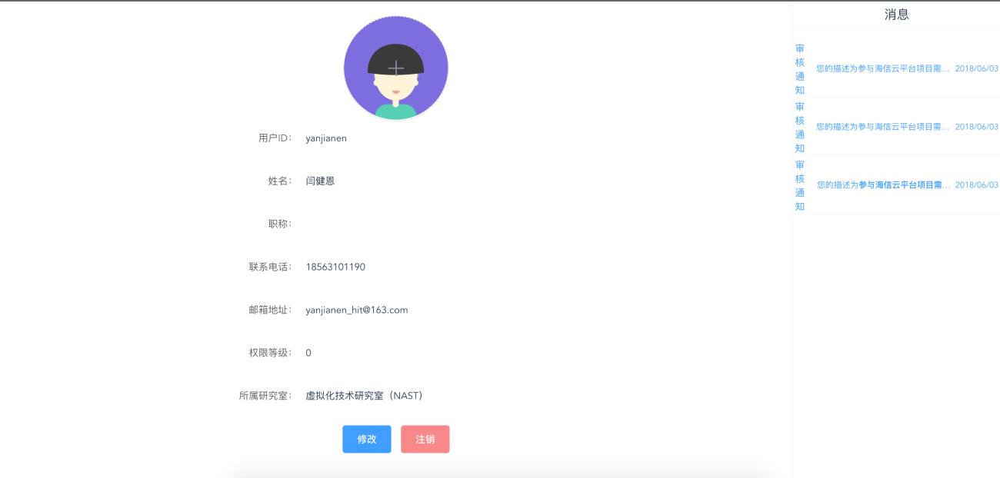 消息
用户ID： yanjianen
姓名： 闫健恩
职称：
联系电话： 18563101190
邮箱地址： yanjianen_hit@163.com
权限等级： 0
所属研究室： 虚拟化技术研究室（NAST）
修改 注销
审核通知 您的描述为参与海信云平台项目需... 2018/06/03
审核通知 您的描述为参与海信云平台项目需... 2018/06/03
审核通知 您的描述为参与海信云平台项目需... 2018/06/03